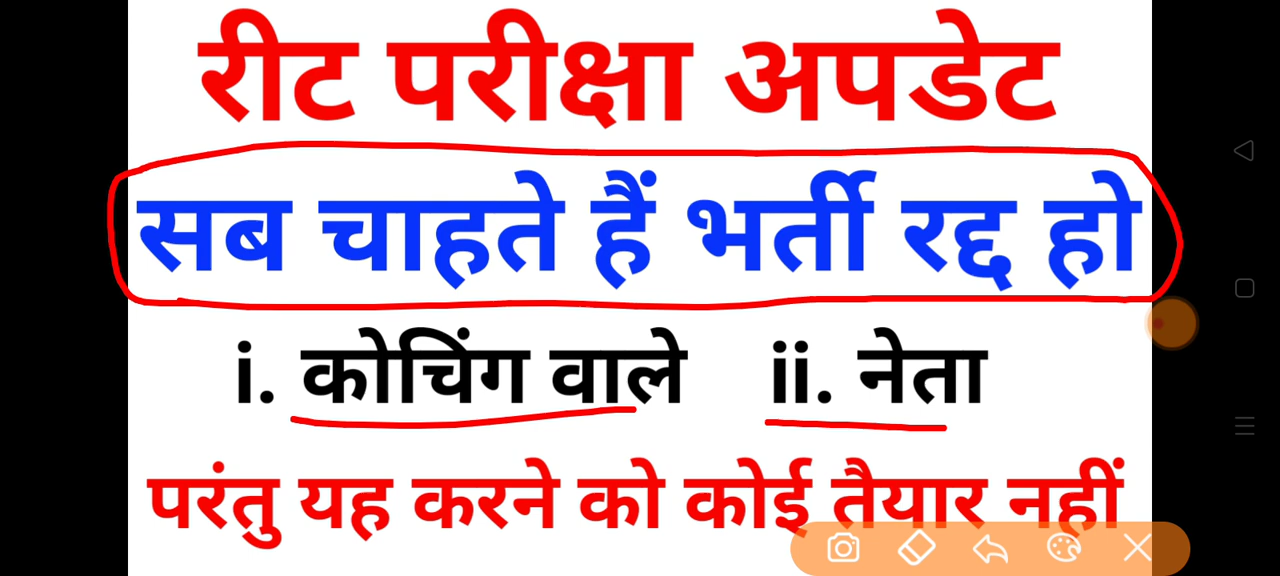 रीट परीक्षा अपडेट
सब चाहते हैं भर्ती रद्द हो
i. कोचिंग वाले ii. नेता
परंतु यह करने को कोई तैयार नहीं